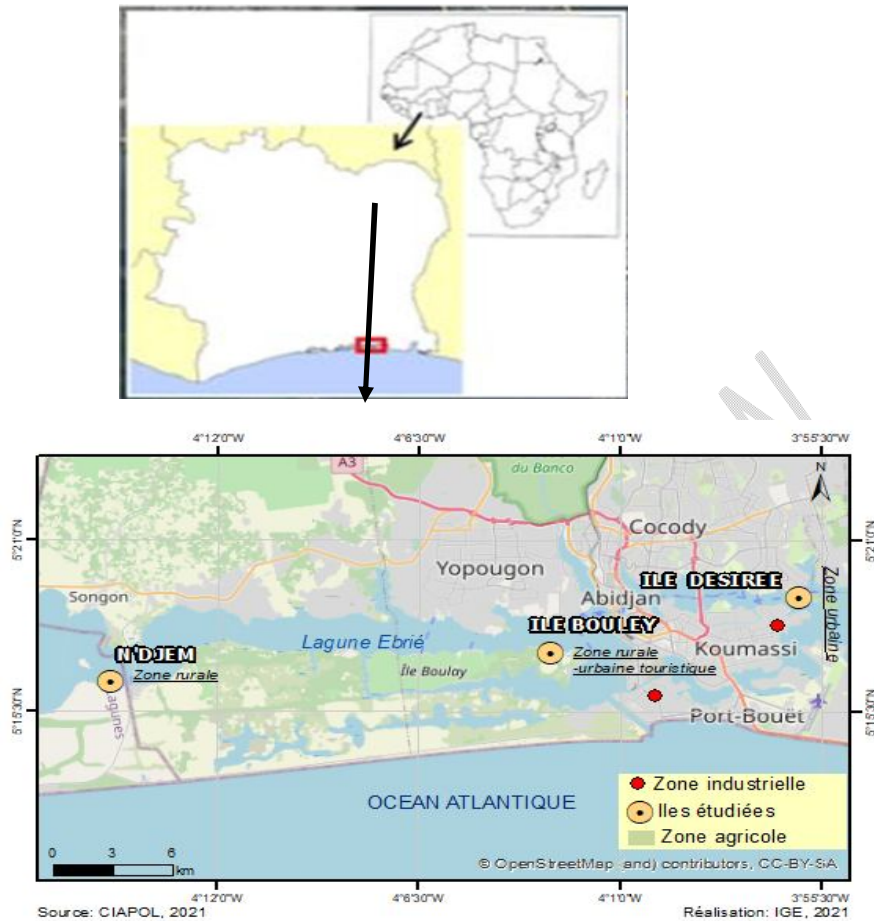 4°12'0"W 4°6'30"W 4°1'0"W 3°55'30"W
N
A3
du Banco
5°21'0"N
5°21'0"N
Cocody
Yopougon
ILE DESIREE
Zone urbaine
Songon
Abidjan
ILE BOULEY
Lagune Ebrié
Koumassi
N'DJEM
Zone rurale
Zone rurale
-urbaine touristique
Île Boulay
Lagunes
5°15'30"N
5°15'30"N
Port-Bouët
OCEAN ATLANTIQUE
Zone industrielle
Iles étudiées
Zone agricole
0 3 6
km
© OpenStreetMap (and) contributors, CC-BY-SA
4°12'0"W 4°6'30"W 4°1'0"W 3°55'30"W
Source: CIAPOL, 2021
Réalisation: IGE, 2021